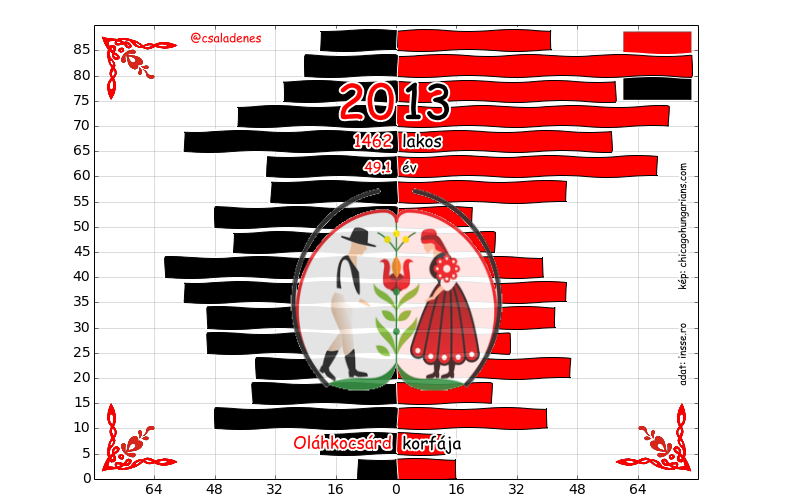 @csaladenes
2013
1462 lakos
49.1 év
Oláhkocsárd korfája
kép: chicagohungarians.com
adat: insse.ro
85
80
75
70
65
60
55
50
45
40
35
30
25
20
15
10
5
0
64 48 32 16 0 16 32 48 64